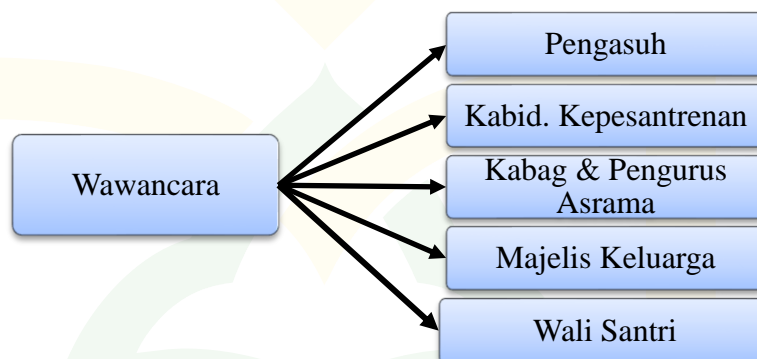 Pengasuh
Kabid. Kepesantrenan
Wawancara
Kabag & Pengurus
Asrama
Majelis Keluarga
Wali Santri